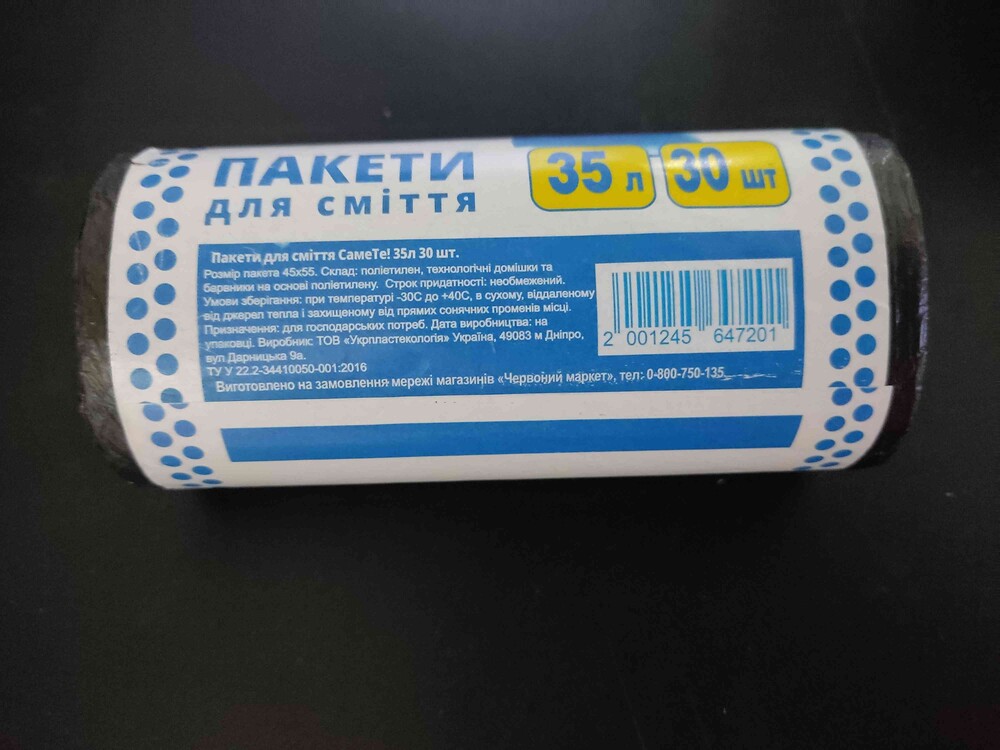 ПАКЕТИ
для сміття
35 л
30 шт
Пакети для сміття СамеТе! 35л 30 шт.
Розмір пакета 45х55. Склад: поліетилен, технологічні домішки та
барвники на основі поліетилену. Строк придатності: необмежений.
Умови зберігання: при температурі -30С до +40С, в сухому, віддаленому
від джерел тепла і захищеному від прямих сонячних променів місці.
Призначення: для господарських потреб. Дата виробництва: на
упаковці. Виробник: ТОВ «Укрпластекологія» Україна, 49083 м Дніпро,
вул Дарницька 9а.
ТУ У 22.2-34410050-001:2016
Виготовлено на замовлення мережі магазинів «Червоний маркет», тел: 0-880-750-135
2 001245 647201